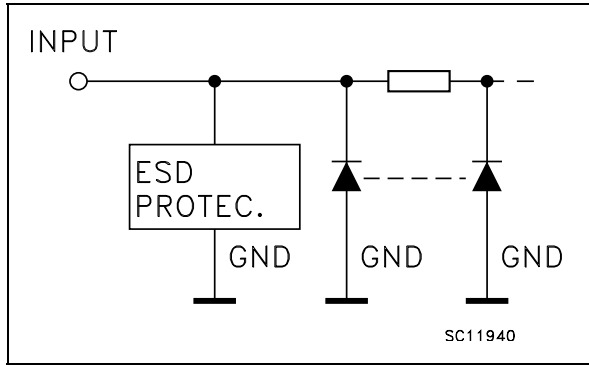 INPUT
ESD
PROTEC.
GND
GND
GND
SC11940